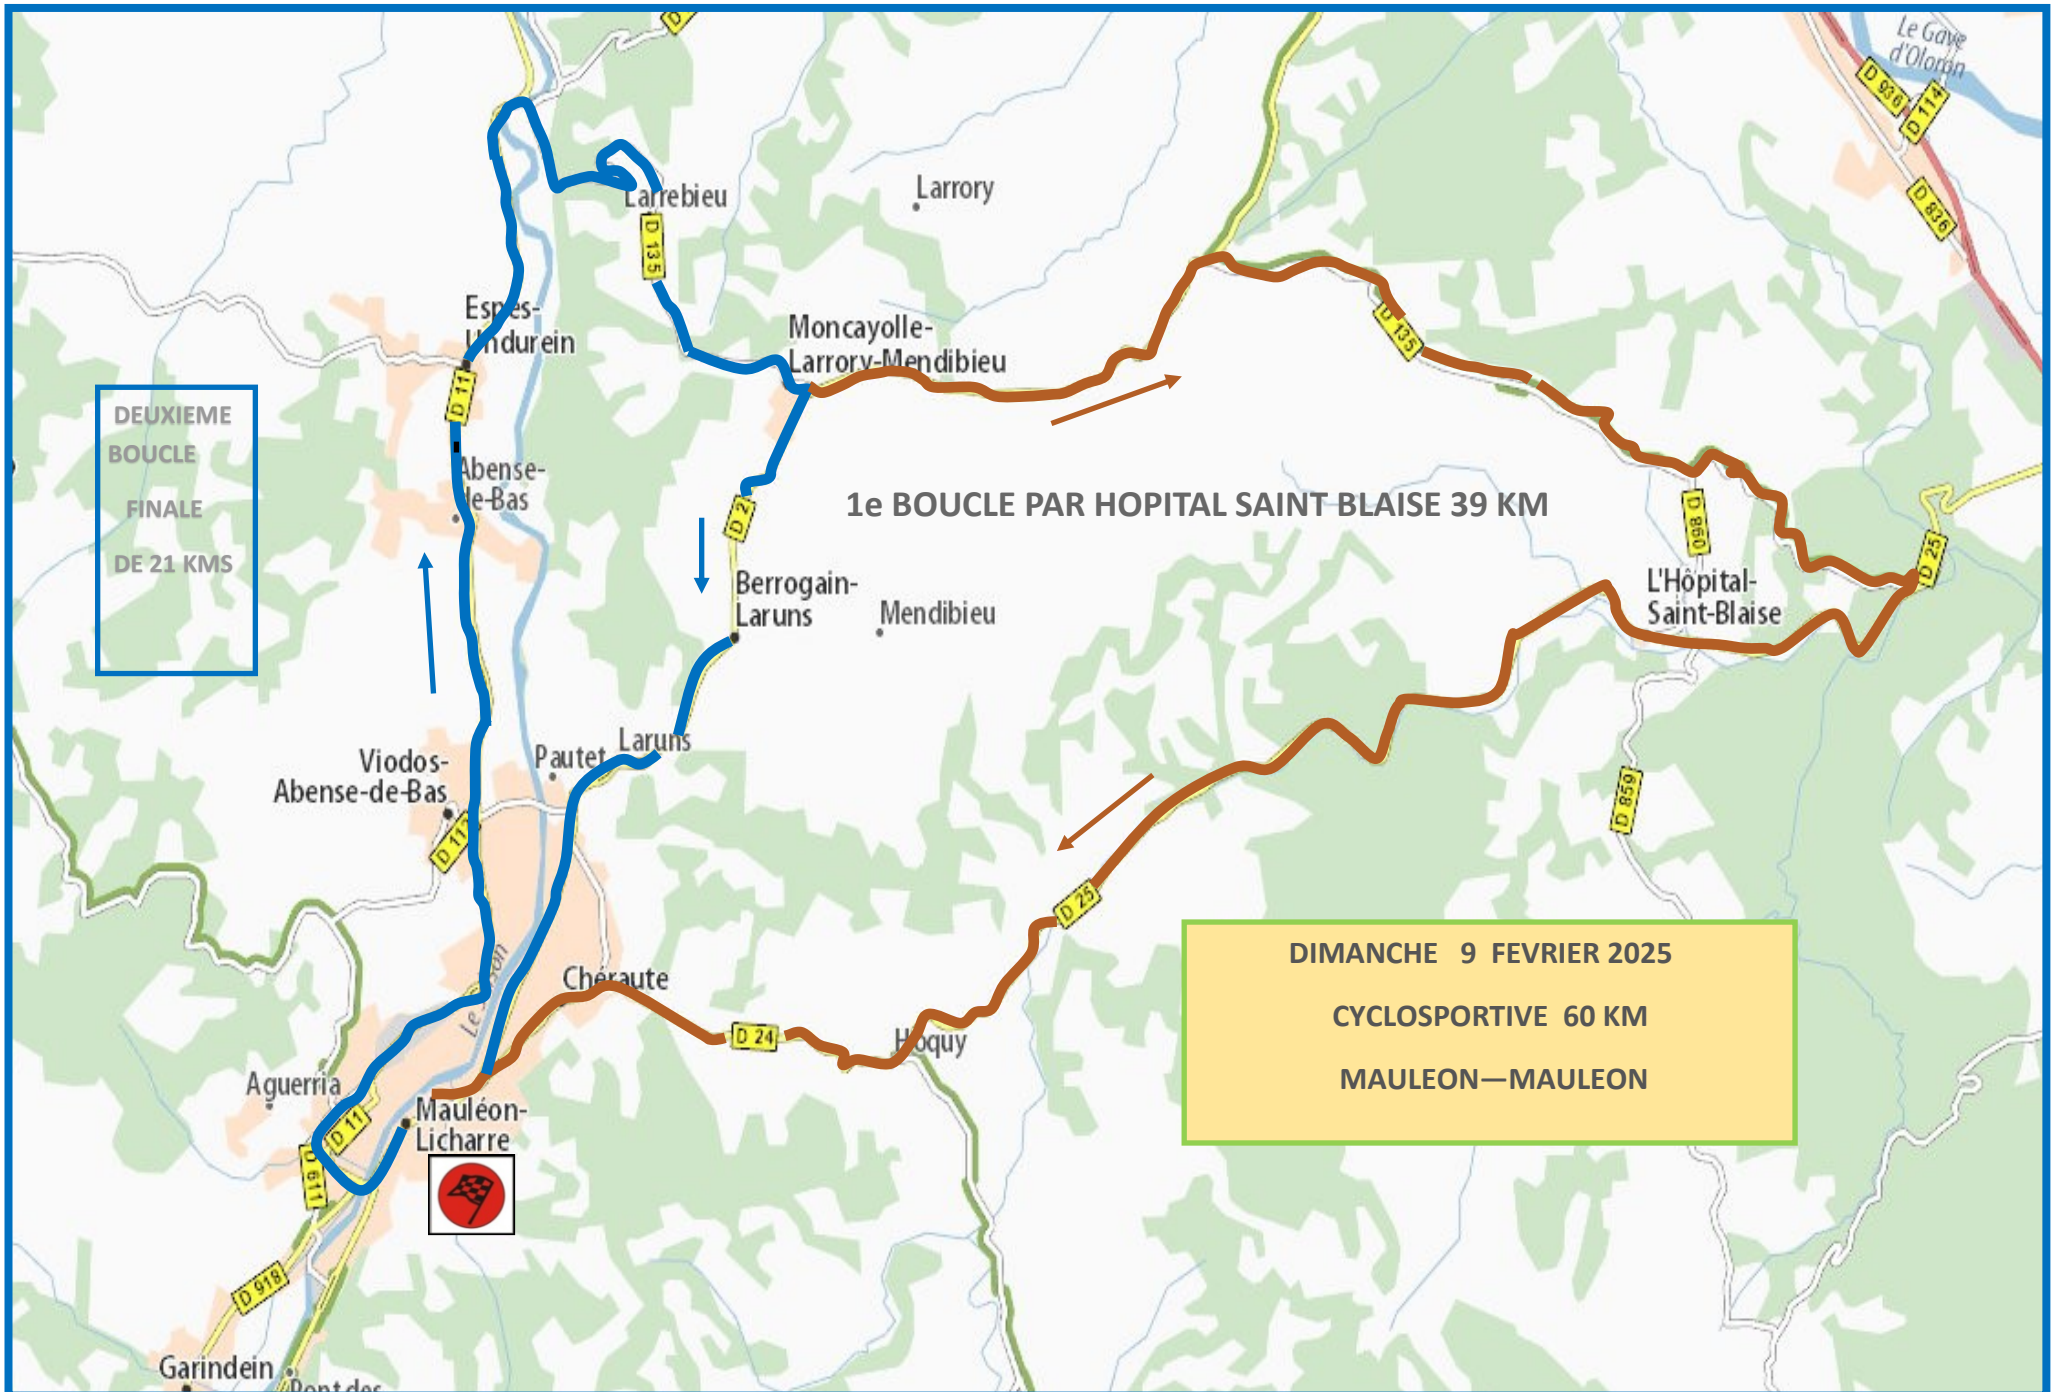 Le Gave
d'Oloron
D 936
D 114
D 836
Larrebieu
Larrory
D 135
Espès-
Undurein
Moncayolle-
Larrory-Mendibieu
D 135
D 11
DEUXIEME
BOUCLE
FINALE
DE 21 KMS
Abense-
de-Bas
1e BOUCLE PAR HOPITAL SAINT BLAISE 39 KM
D 2
D 860
D 25
Berrogain-
Laruns
Mendibieu
L'Hôpital-
Saint-Blaise
Laruns
Pautet
Viodos-
Abense-de-Bas
D 859
D 25
DIMANCHE 9 FEVRIER 2025
CYCLOSPORTIVE 60 KM
MAULEON—MAULEON
Chéraute
D 24
Hoquy
Aguerria
D 11
Mauléon-
Licharre
D 611
D 918
Garindein
Pont des